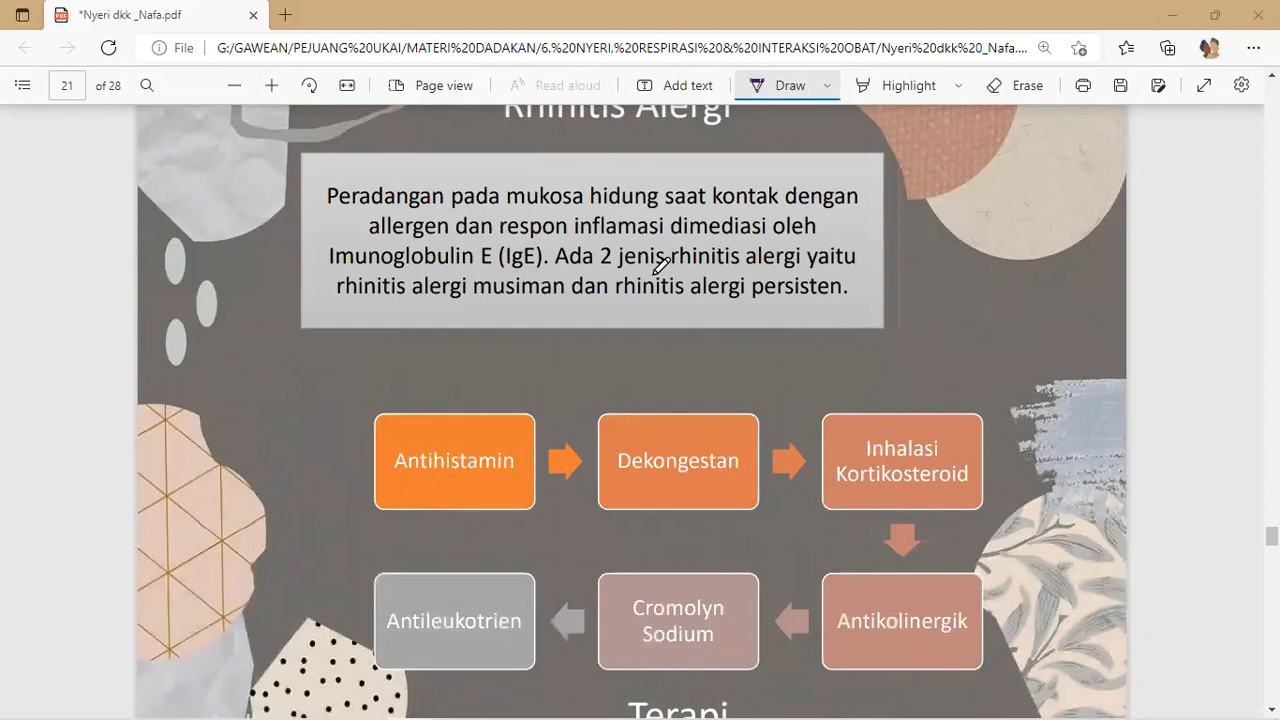 *Nyeri dkk _Nafa.pdf
File
G:/GAWEAN/PEJUANG%20UKAI/MATERI%20DADAKAN/6.%20NYERI,%20RESPIRASI%20&%20INTERAKSI%20OBAT/Nyeri%20dkk%20_Nafa....
21 of 28
Page view
Read aloud
Add text
Draw
Highlight
Erase
Rhinitis Alergi
Peradangan pada mukosa hidung saat kontak dengan
allergen dan respon inflamasi dimediasi oleh
Imunoglobulin E (IgE). Ada 2 jenis rhinitis alergi yaitu
rhinitis alergi musiman dan rhinitis alergi persisten.
Antihistamin
Dekongestan
Inhalasi
Kortikosteroid
Antileukotrien
Cromolyn
Sodium
Antikolinergik
Terapi